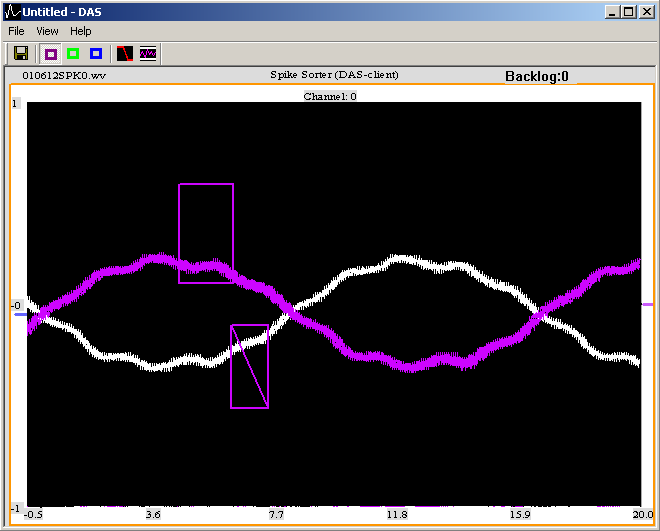 Untitled - DAS
File View Help
010612SPK0.wv Spike Sorter (DAS-client) Backlog:0
Channel: 0
1
-0
-1
-0.5 3.6 7.7 11.8 15.9 20.0